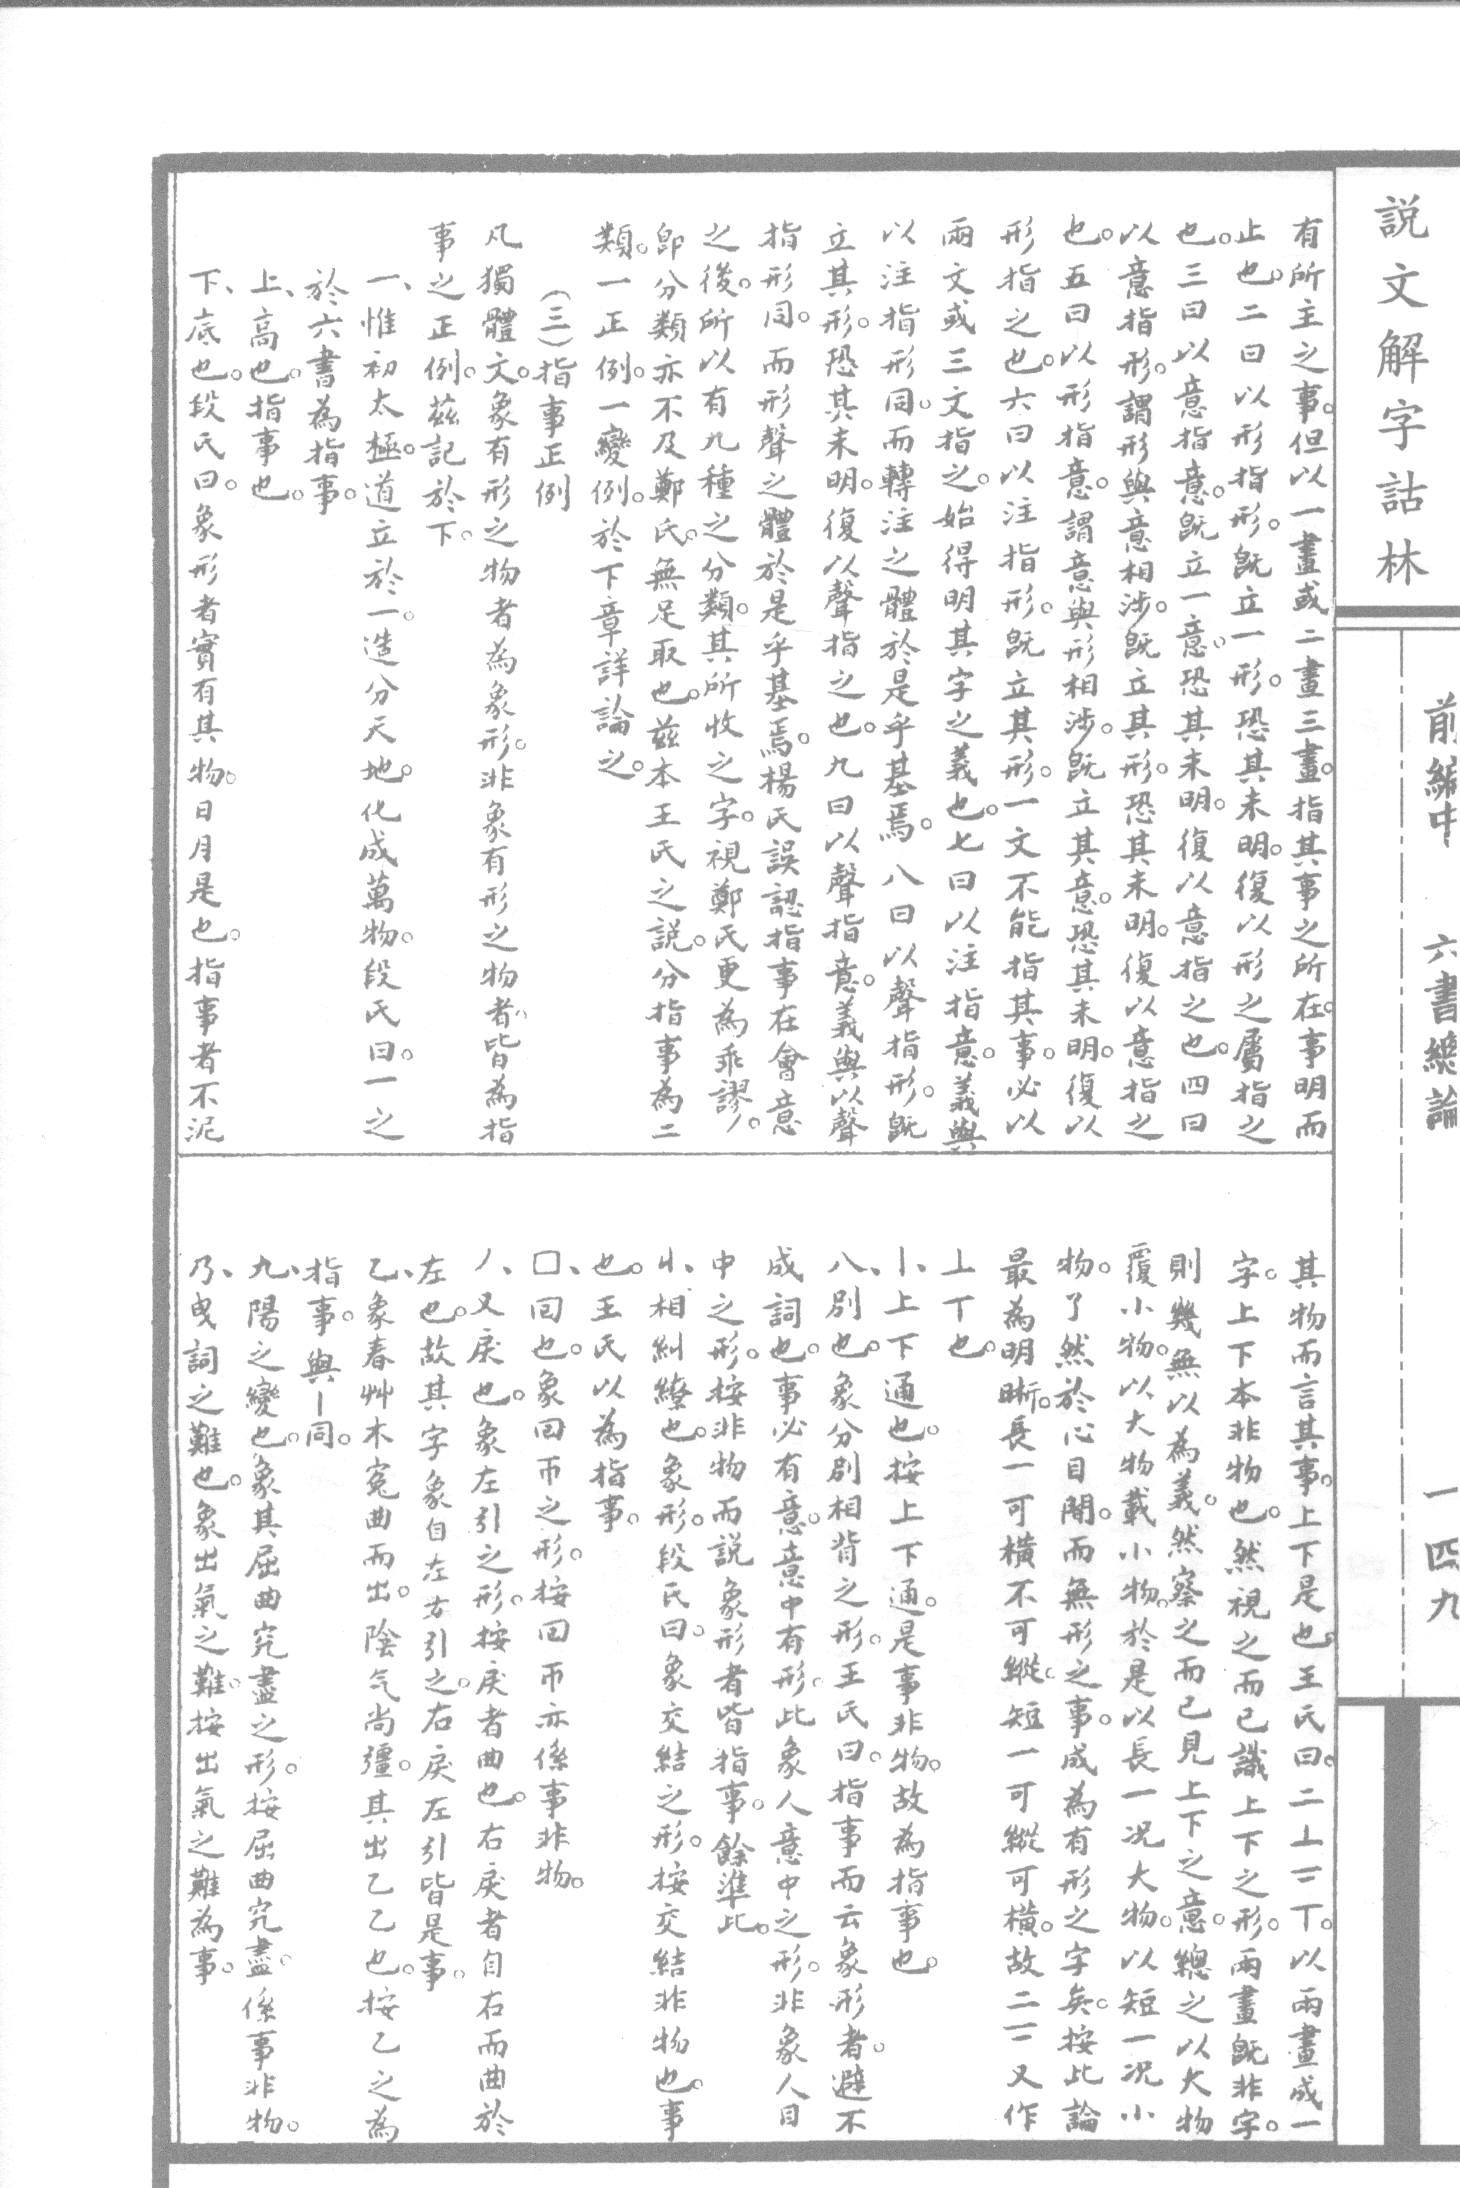 說文解字詁林
前編中　六書總論　一四九
有所主之事。但以一畫或二畫三畫。指其事之所在。事明而
止也。二曰以形指形。既立一形。恐其未明。復以形之屬指之
也。三曰以意指意。既立一意。恐其未明。復以意指之也。四曰
以意指形。謂形與意相涉。既立其形。恐其未明。復以意指之
也。五曰以形指意。謂意與形相涉。既立其意。恐其未明。復以
形指之也。六曰以注指形。既立其形。一文不能指其事。必以
兩文或三文指之。始得明其字之義也。七曰以注指意。義與
以注指形同。而轉注之體於是乎基焉。八曰以聲指形。既
立其形。恐其未明。復以聲指之也。九曰以聲指意。義與以聲
指形同。而形聲之體於是乎基焉。楊氏誤認指事在會意
之後。所以有九種之分類。其所收之字。視鄭氏更為乖謬。
卽分類亦不及鄭氏。無足取也。茲本王氏之說。分指事為二
類。一正例。一變例。於下章詳論之。
（三）指事正例
凡獨體文。象有形之物者為象形。非象有形之物者。皆為指
事之正例。茲記於下。
一、惟初太極。道立於一。造分天地。化成萬物。段氏曰。一之
於六書為指事。
上、高也。指事也。
下、底也。段氏曰。象形者實有其物。日月是也。指事者不泥
其物而言其事。上下是也。王氏曰。二丄二丅。以兩畫成一
字。上下本非物也。然視之而已識上下之形。兩畫既非字。
則幾無以為義。然察之而已見上下之意。總之以大物
覆小物。以大物載小物。於是以長一況大物。以短一況小
物。了然於心目閒。而無形之事。成為有形之字矣。按此論
最為明晰。長一可橫不可縱。短一可縱可橫。故二二又作
丄丅也。
丨、上下通也。按上下通。是事非物。故為指事也。
八、別也。象分別相背之形。王氏曰。指事而云象形者。避不
成詞也。事必有意。意中有形。此象人意中之形。非象人目
中之形。按非物而說象形者皆指事。餘準此。
丩、相糾繚也。象形。段氏曰。象交結之形。按交結非物也。事
也。王氏以為指事。
囗、回也。象回帀之形。按回帀亦係事非物。
丿、又戾也。象左引之形。按戾者曲也。右戾者自右而曲於
左也。故其字象自左方引之。右戾左引皆是事。
乙、象春艸木冤曲而出。陰气尚彊。其出乙乙也。按乙之為
指事。與丨同。
九、陽之變也。象其屈曲究盡之形。按屈曲究盡。係事非物。
乃、曳詞之難也。象出氣之難。按出氣之難為事。